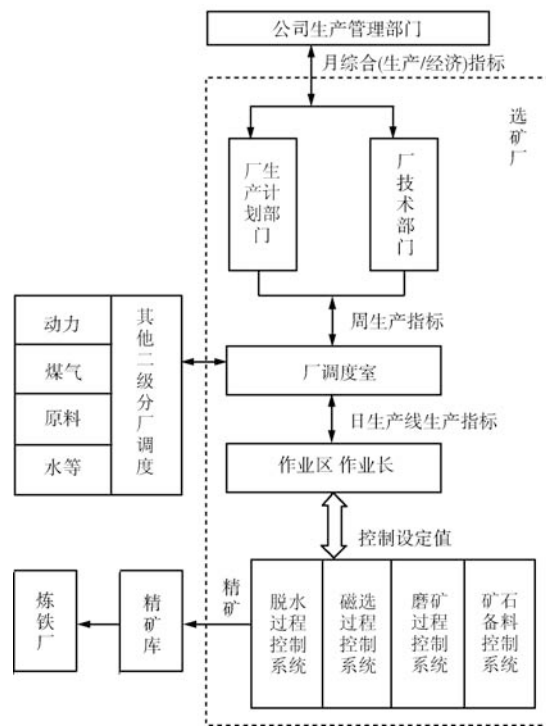 公司生产管理部门
月综合(生产/经济)指标
选矿厂
厂生
产计
划部
门
厂技术部门
周生产指标
动力
煤气
原料
水等
其他二级分厂调度
厂调度室
日生产线生产指标
作业区 作业长
控制设定值
炼铁厂
精矿库
精矿
脱水
过程
控制
系统
磁选
过程
控制
系统
磨矿
过程
控制
系统
矿石
备料
控制
系统